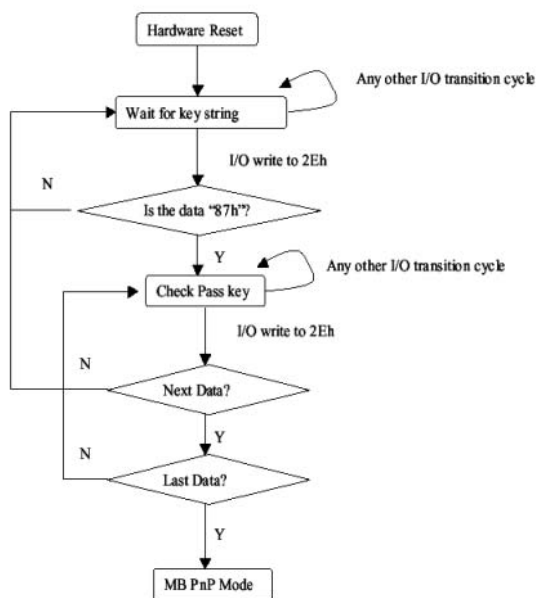 Hardware Reset
Any other I/O transition cycle
Wait for key string
I/O write to 2Eh
N
Is the data “87h”?
Y
Any other I/O transition cycle
Check Pass key
I/O write to 2Eh
N
Next Data?
Y
N
Last Data?
Y
MB PnP Mode